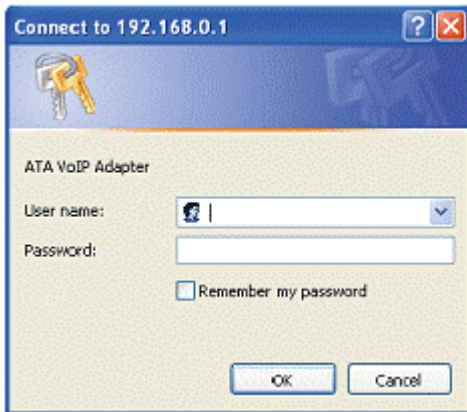 Connect to 192.168.0.1
ATA VoIP Adapter
User name:
Password:
Remember my password
OK
Cancel